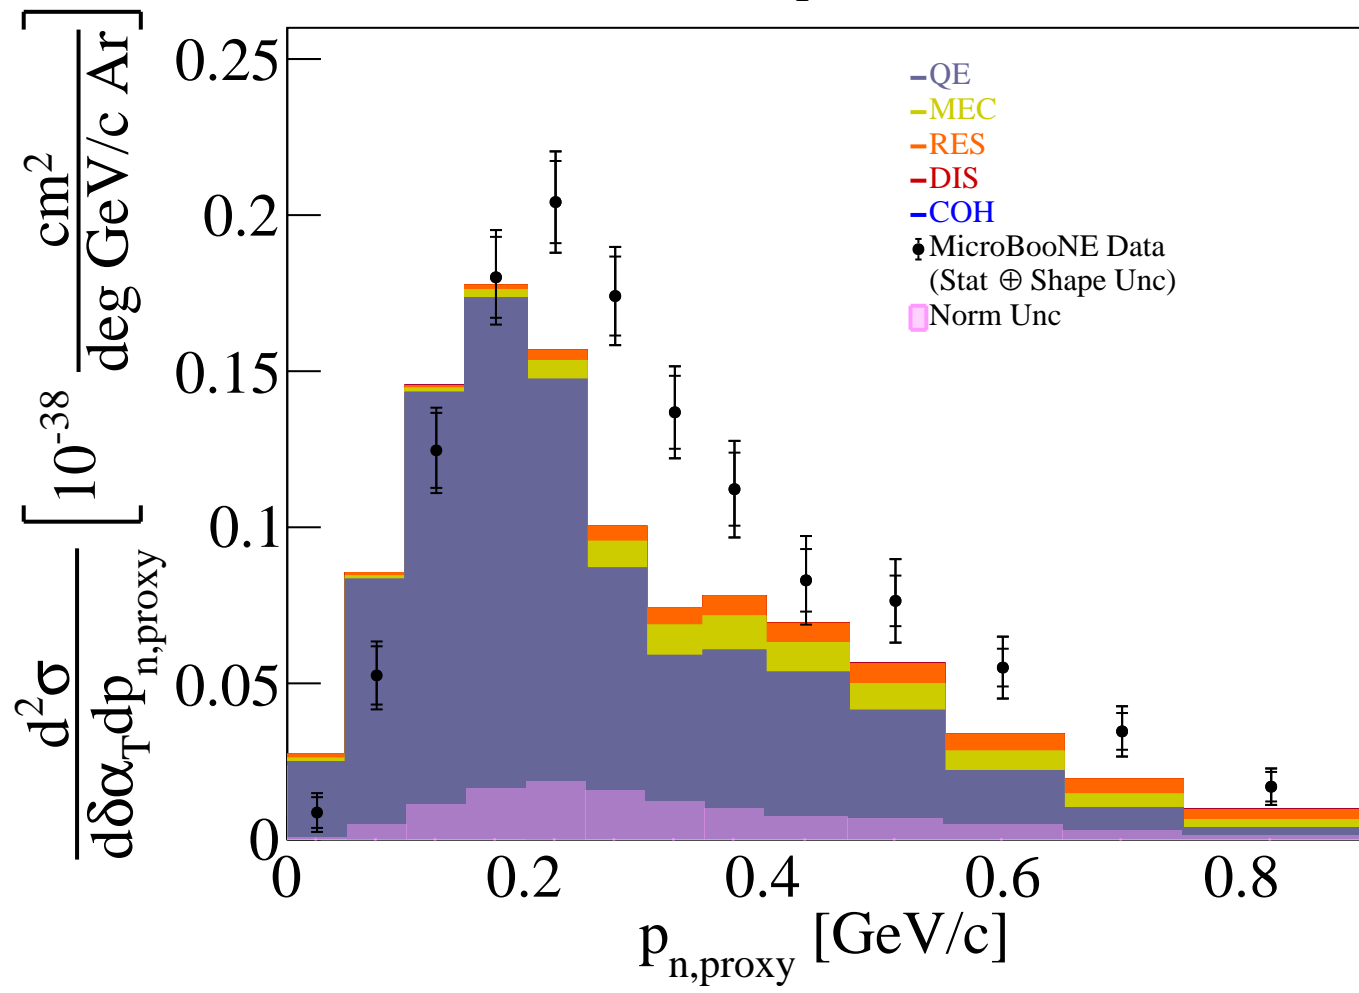 0.25
0.2
0.15
0.1
0.05
0
0 0.2 0.4 0.6 0.8
p_{n,proxy} [GeV/c]
d²σ / dδα_T dp_{n,proxy} [10⁻³⁸ cm² / deg GeV/c Ar]
QE
MEC
RES
DIS
COH
MicroBooNE Data
(Stat ⊕ Shape Unc)
Norm Unc